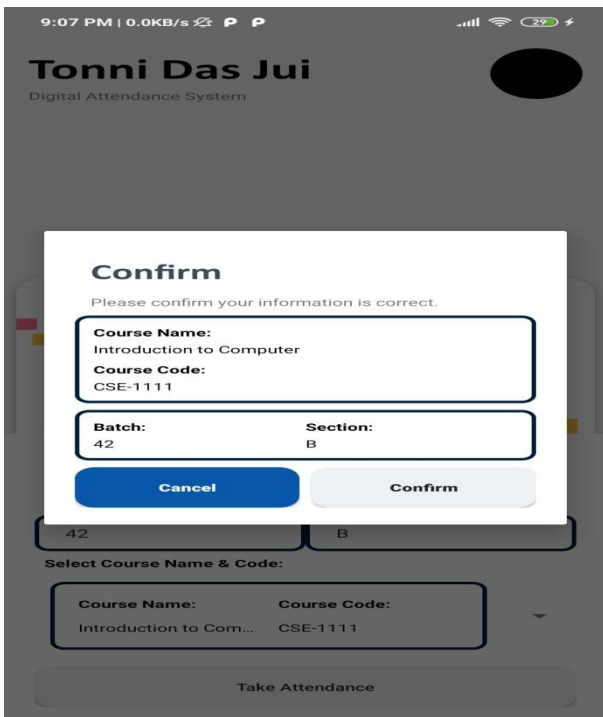 9:07 PM | 0.0KB/s
29
Tonni Das Jui
Digital Attendance System
Confirm
Please confirm your information is correct.
Course Name:
Introduction to Computer
Course Code:
CSE-1111
Batch: Section:
42 B
Cancel Confirm
42 B
Select Course Name & Code:
Course Name: Course Code:
Introduction to Com... CSE-1111
Take Attendance